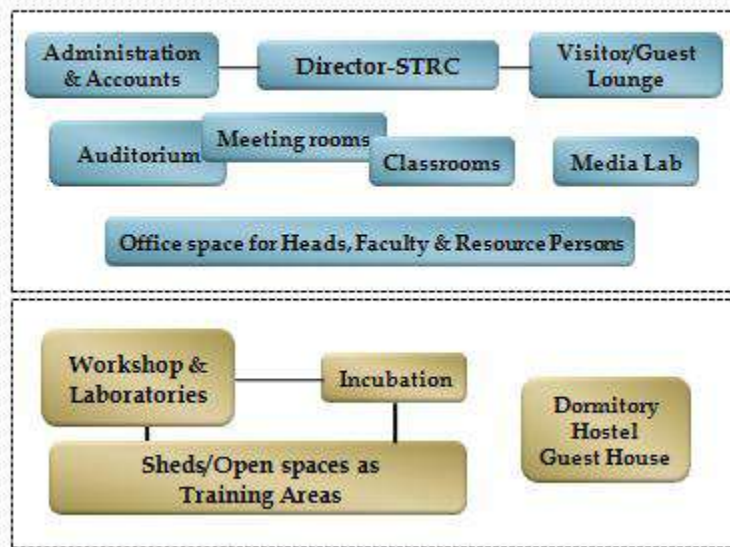 Administration
& Accounts
Director-STRC
Visitor/Guest
Lounge
Auditorium
Meeting rooms
Classrooms
Media Lab
Office space for Heads, Faculty & Resource Persons
Workshop &
Laboratories
Incubation
Dormitory
Hostel
Guest House
Sheds/Open spaces as
Training Areas